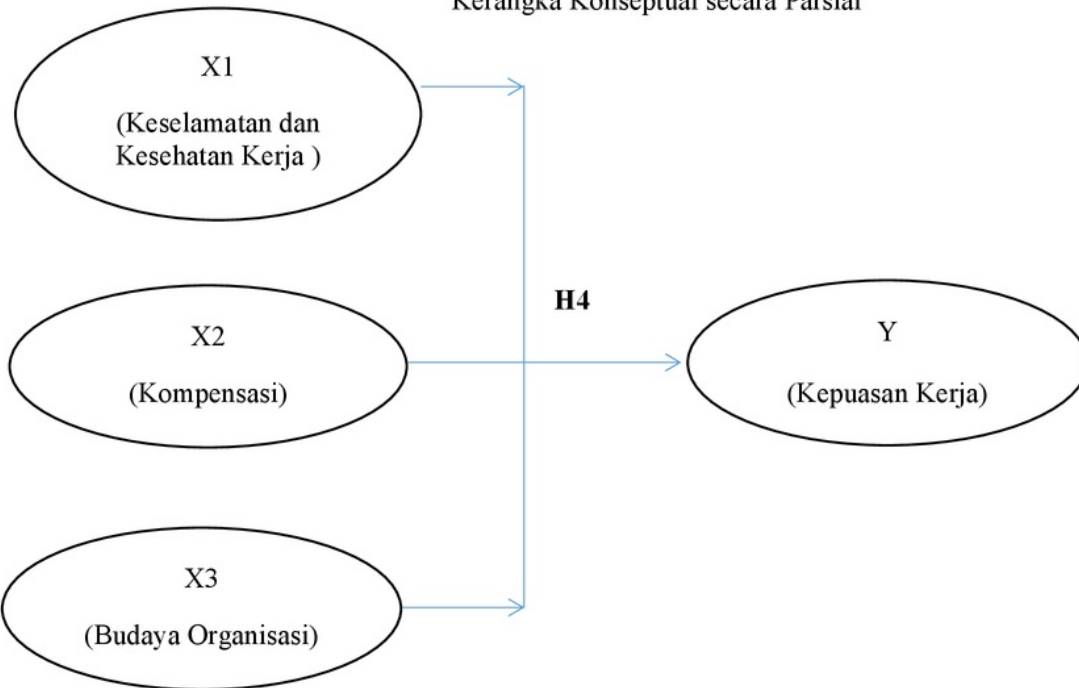 Kerangka Konseptual secara Parsial
X1
(Keselamatan dan
Kesehatan Kerja )
H4
X2
(Kompensasi)
Y
(Kepuasan Kerja)
X3
(Budaya Organisasi)